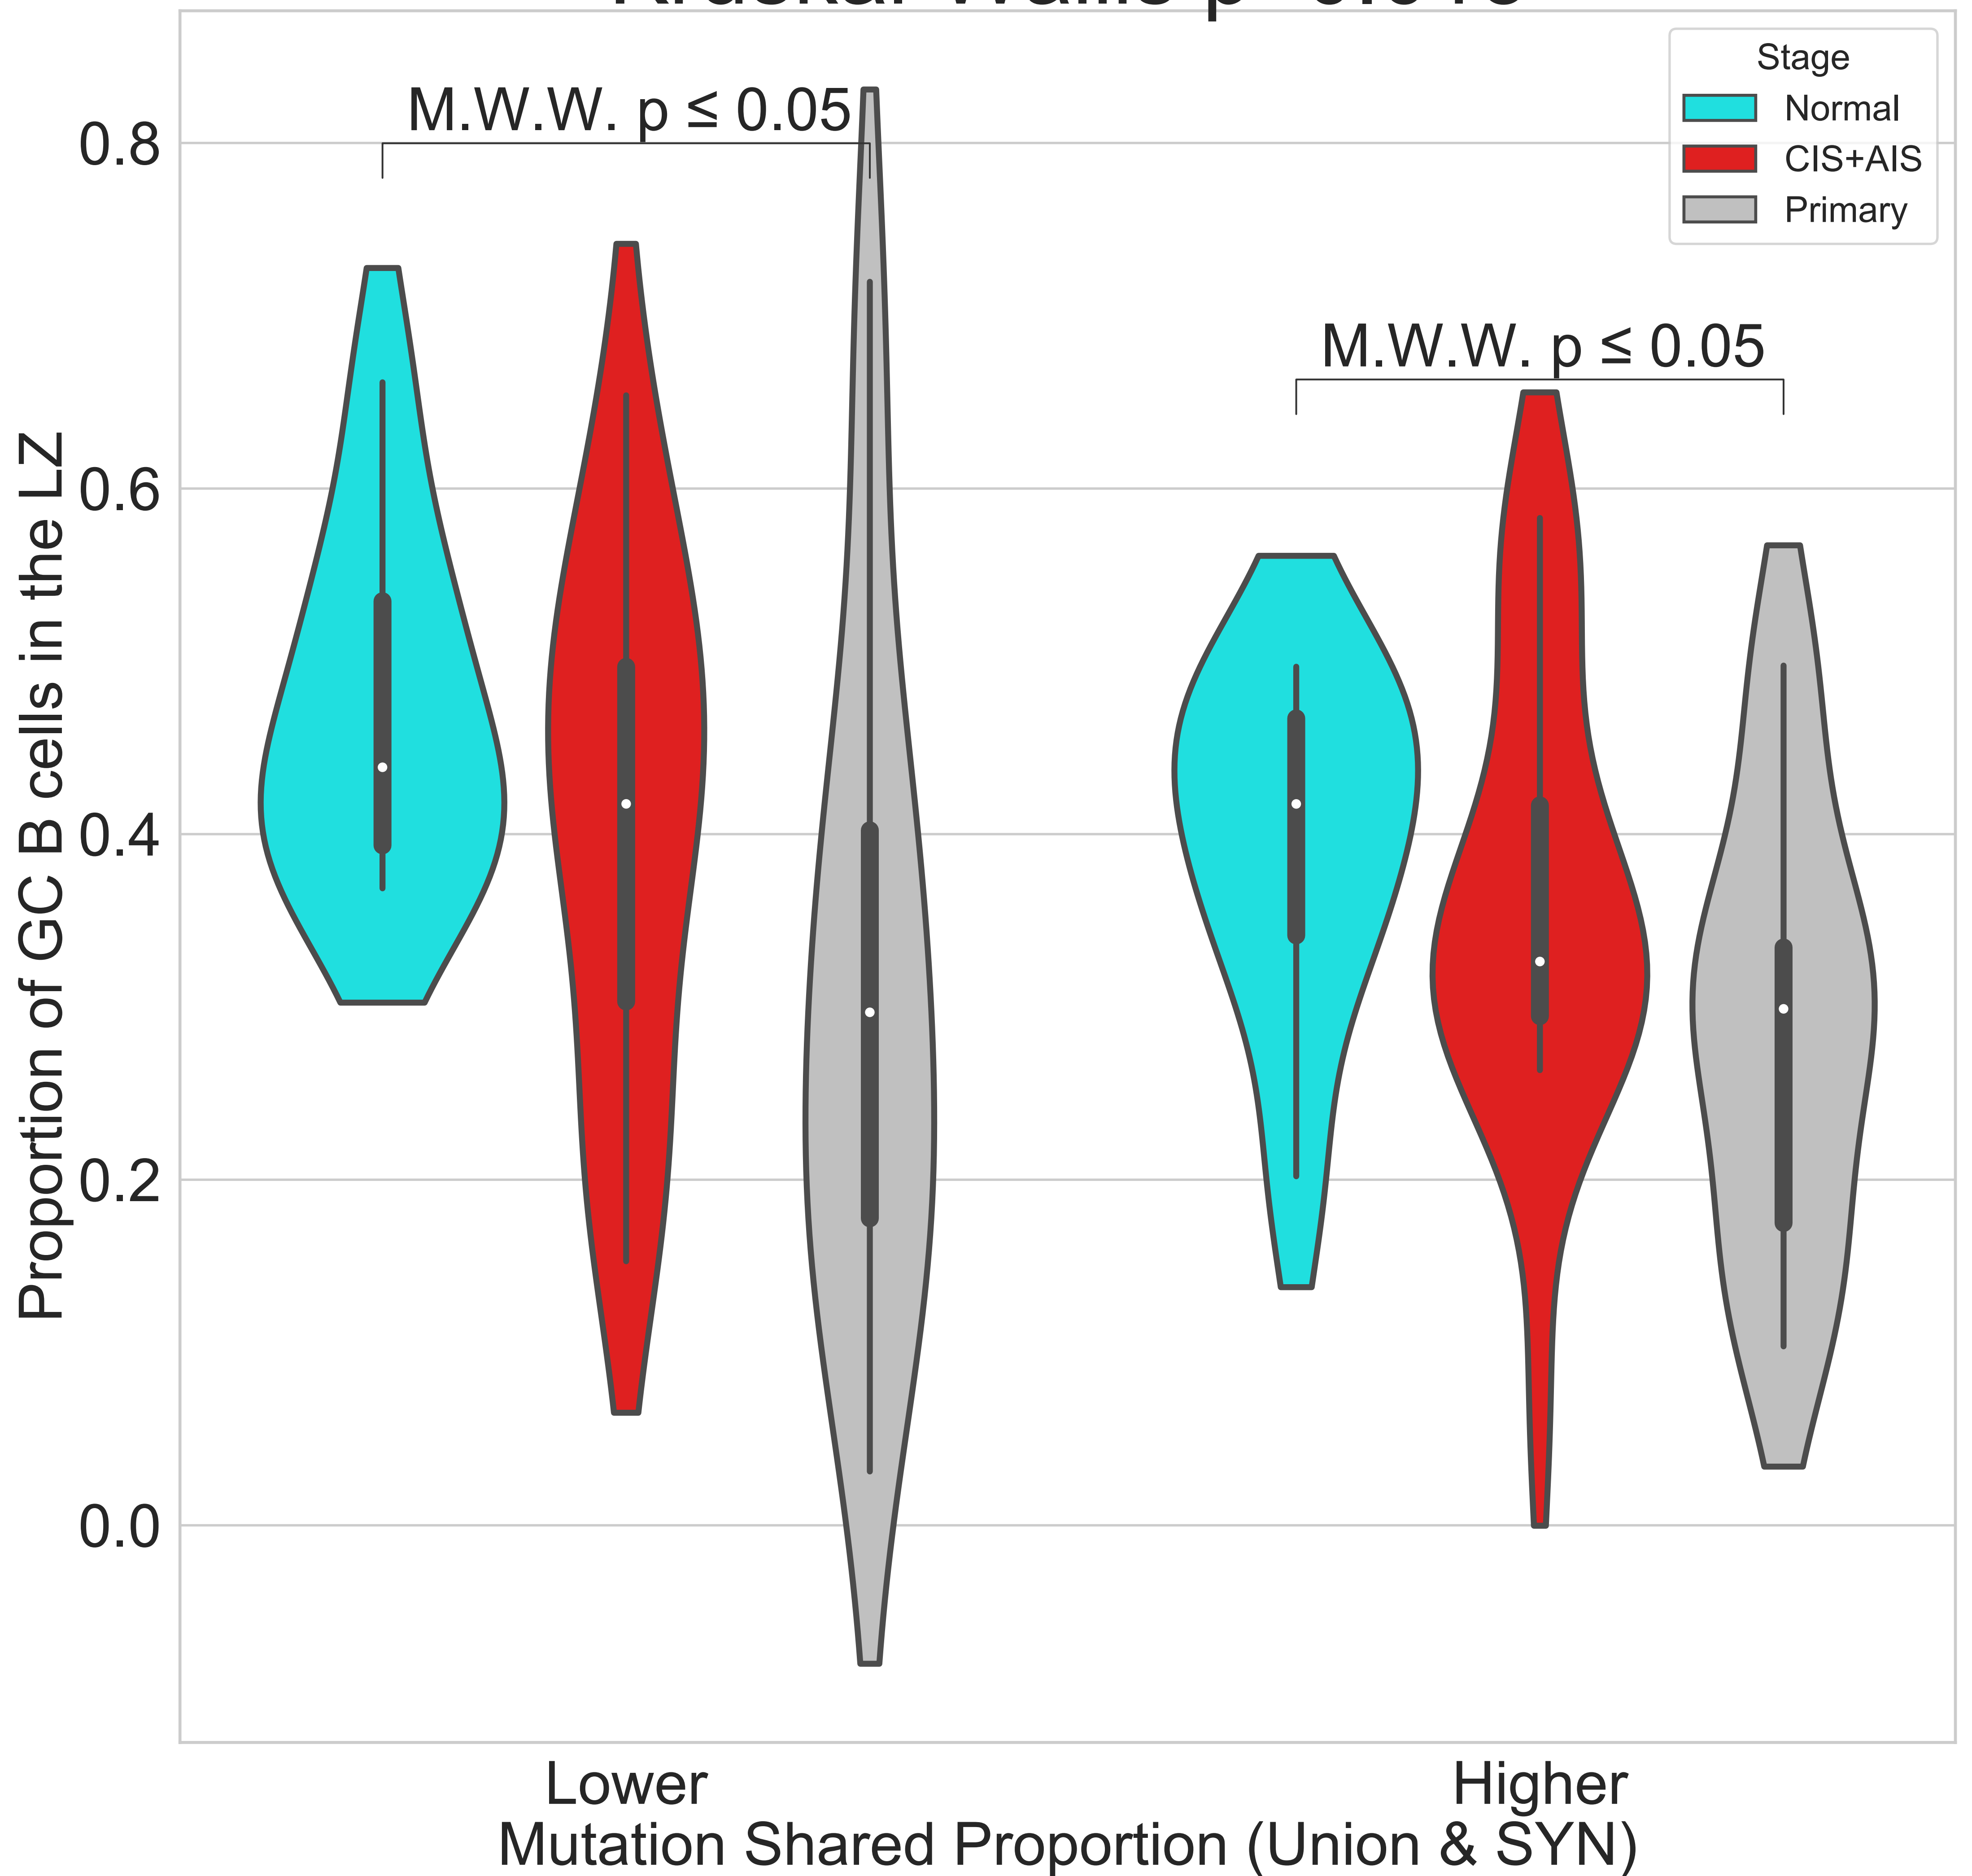 Stage
Normal
CIS+AIS
Primary
M.W.W. p ≤ 0.05
M.W.W. p ≤ 0.05
Proportion of GC B cells in the LZ
0.8
0.6
0.4
0.2
0.0
Lower Higher
Mutation Shared Proportion (Union & SYN)